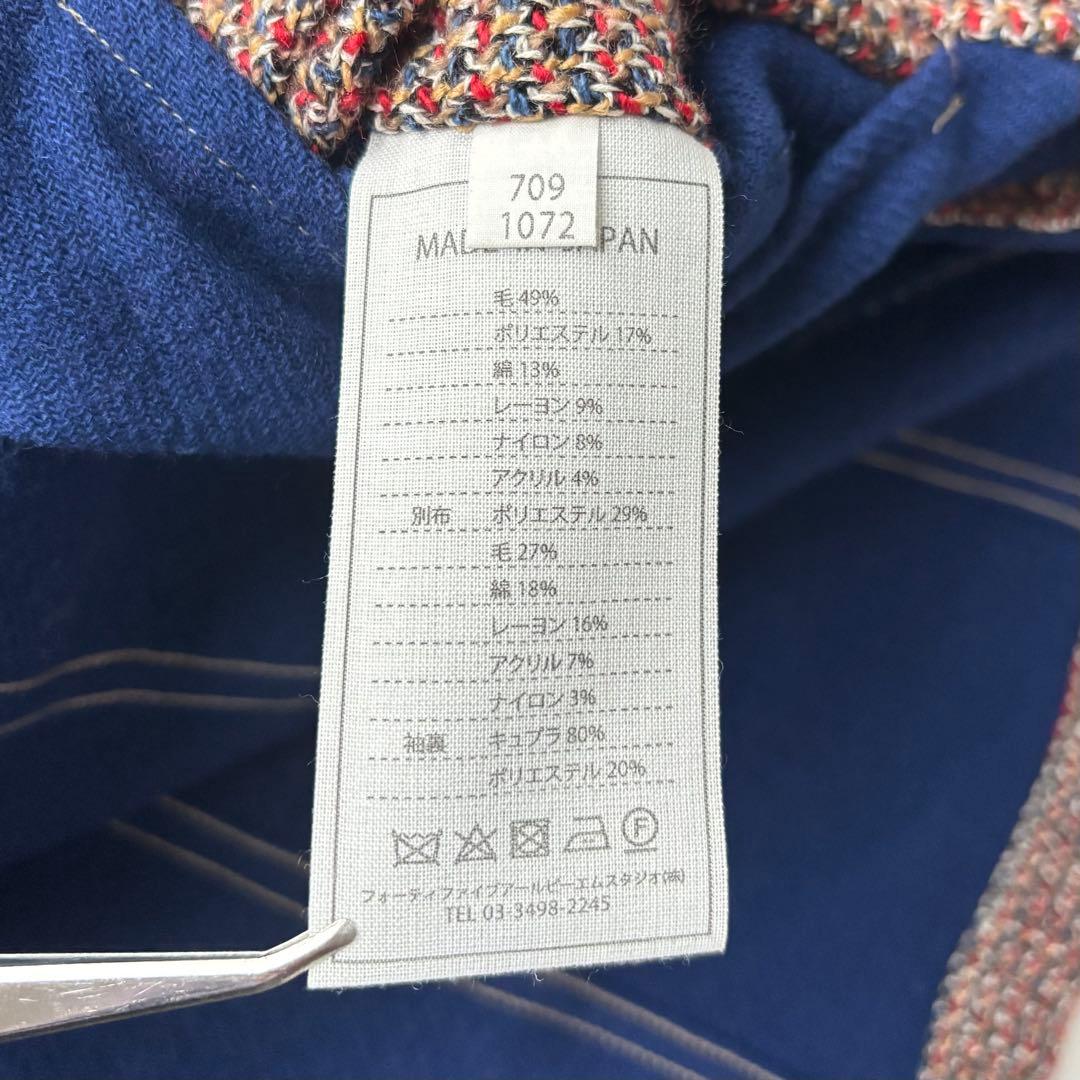 709
1072
MADE IN JAPAN
毛 49%
ポリエステル 17%
綿 13%
レーヨン 9%
ナイロン 8%
アクリル 4%
別布 ポリエステル 29%
毛 27%
綿 18%
レーヨン 16%
アクリル 7%
ナイロン 3%
袖裏 キュプラ 80%
ポリエステル 20%
F
フォーティファイブアールピーエムスタジオ(株)
TEL 03-3498-2245